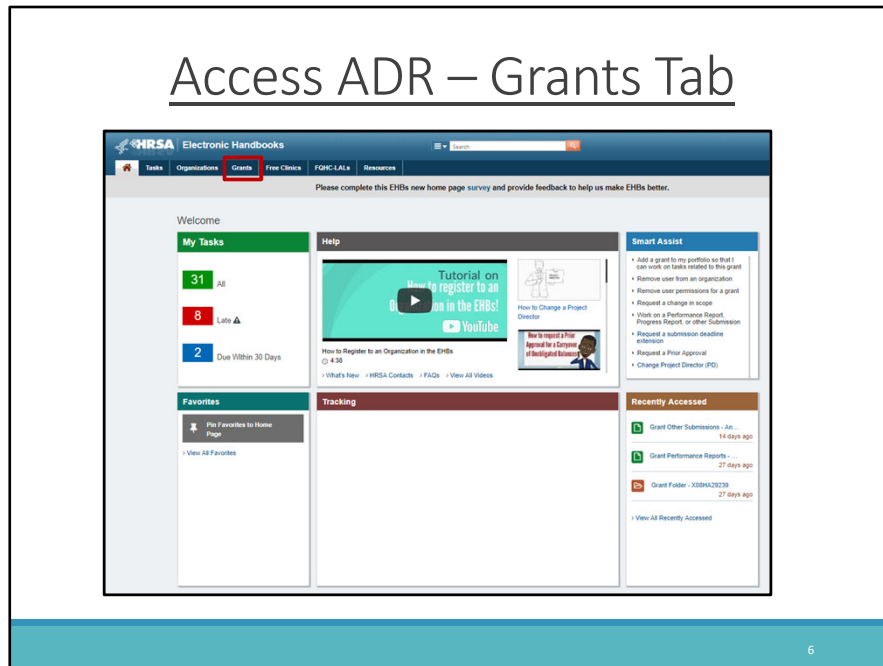 Access ADR – Grants Tab
HRSA Electronic Handbooks
Search
Tasks Organizations Grants Free Clinics FQHC-LALs Resources
Please complete this EHBs new home page survey and provide feedback to help us make EHBs better.
Welcome
My Tasks
31 All
8 Late
2 Due Within 30 Days
Help
Tutorial on
How to register to an
Organization in the EHBs!
YouTube
How to Register to an Organization in the EHBs
4:38
How to Change a Project
Director
How to request a Prior
Approval for a Carryover
of Unobligated Balances
› What's New › HRSA Contacts › FAQs › View All Videos
Smart Assist
Add a grant to my portfolio so that I
can work on tasks related to this grant
Remove user from an organization
Remove user permissions for a grant
Request a change in scope
Work on a Performance Report,
Progress Report, or other Submission
Request a submission deadline
extension
Request a Prior Approval
Change Project Director (PD)
Favorites
Pin Favorites to Home
Page
› View All Favorites
Tracking
Recently Accessed
Grant Other Submissions - An...
14 days ago
Grant Performance Reports - ...
27 days ago
Grant Folder - X08HA29239
27 days ago
› View All Recently Accessed
6